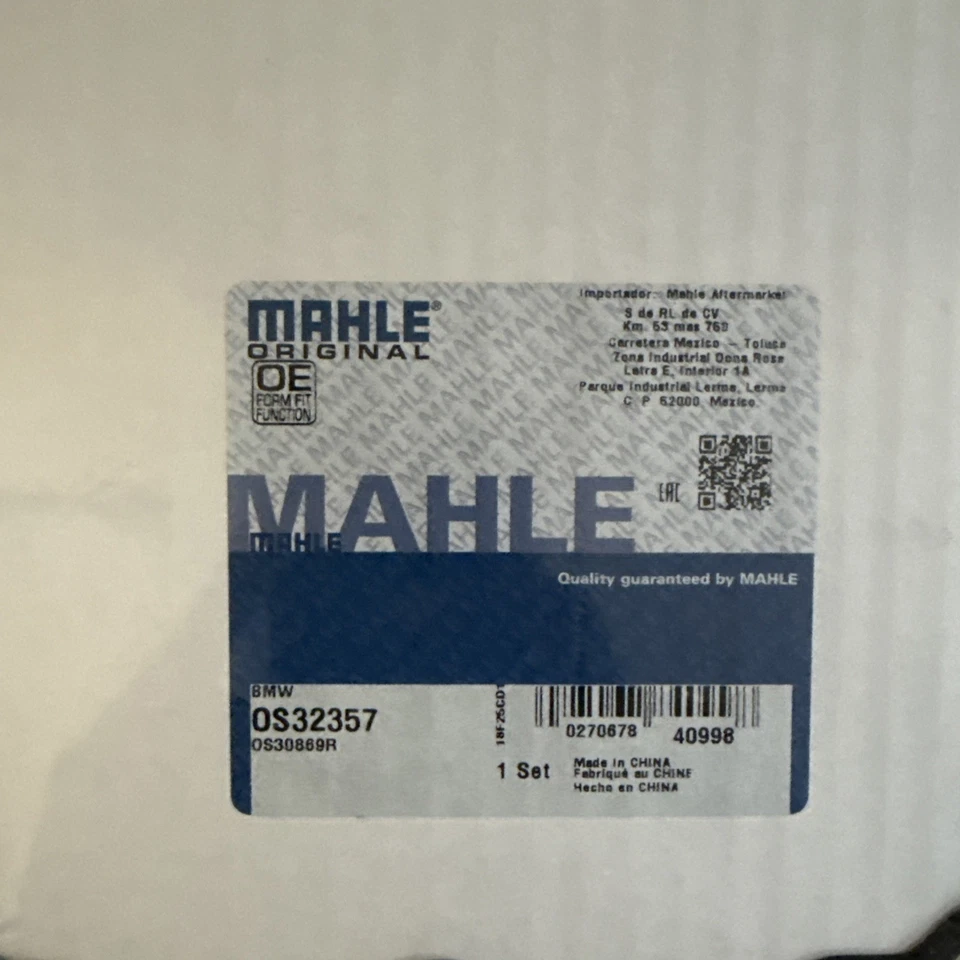 MAHLE®
ORIGINAL
OE
FORM FIT
FUNCTION
Importador: Mahle Aftermarket
S de RL de CV
Km. 53 mas 768
Carretera Mexico - Toluca
Zona Industrial Dona Rosa
Letra E, Interior 1A
Parque Industrial Lerma, Lerma
C P 52000 Mexico
EAC
MAHLE
MAHLE
Quality guaranteed by MAHLE
BMW
OS32357
OS30869R
0270678
40998
1 Set
Made in CHINA
Fabriqué au CHINE
Hecho en CHINA